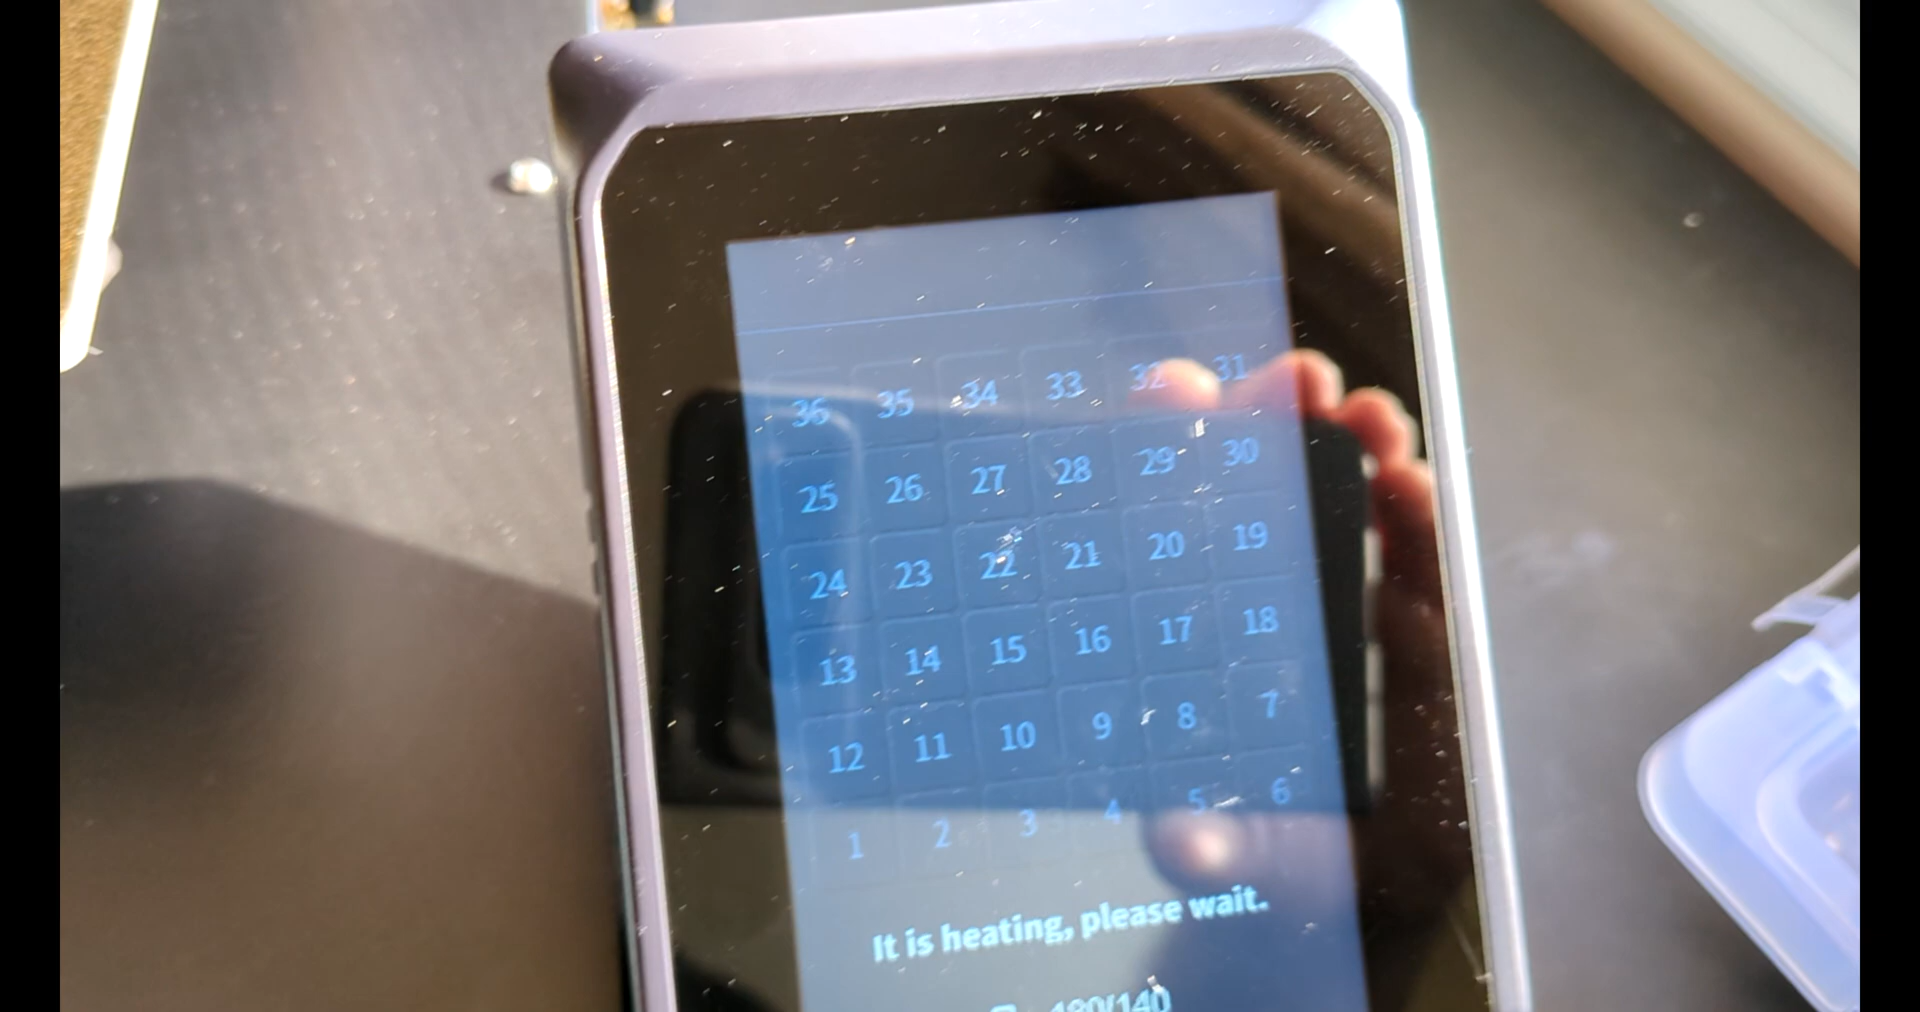 36 35 34 33 32 31
25 26 27 28 29 30
24 23 22 21 20 19
13 14 15 16 17 18
12 11 10 9 8 7
1 2 3 4 5 6
It is heating, please wait.
180/140